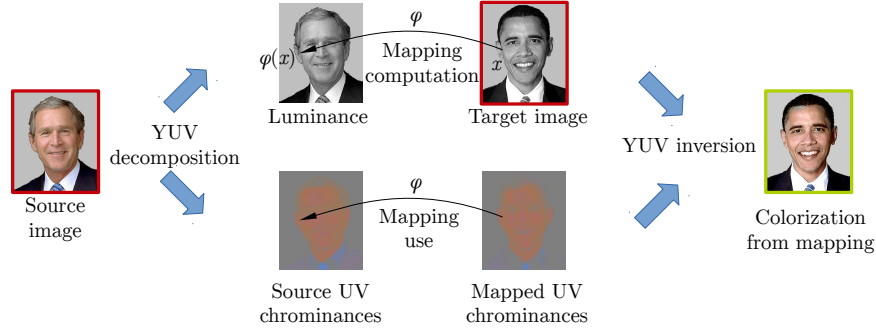 φ
φ(x)
Mapping
computation
x
Luminance
Target image
YUV
decomposition
YUV inversion
Source
image
φ
Mapping
use
Colorization
from mapping
Source UV
chrominances
Mapped UV
chrominances